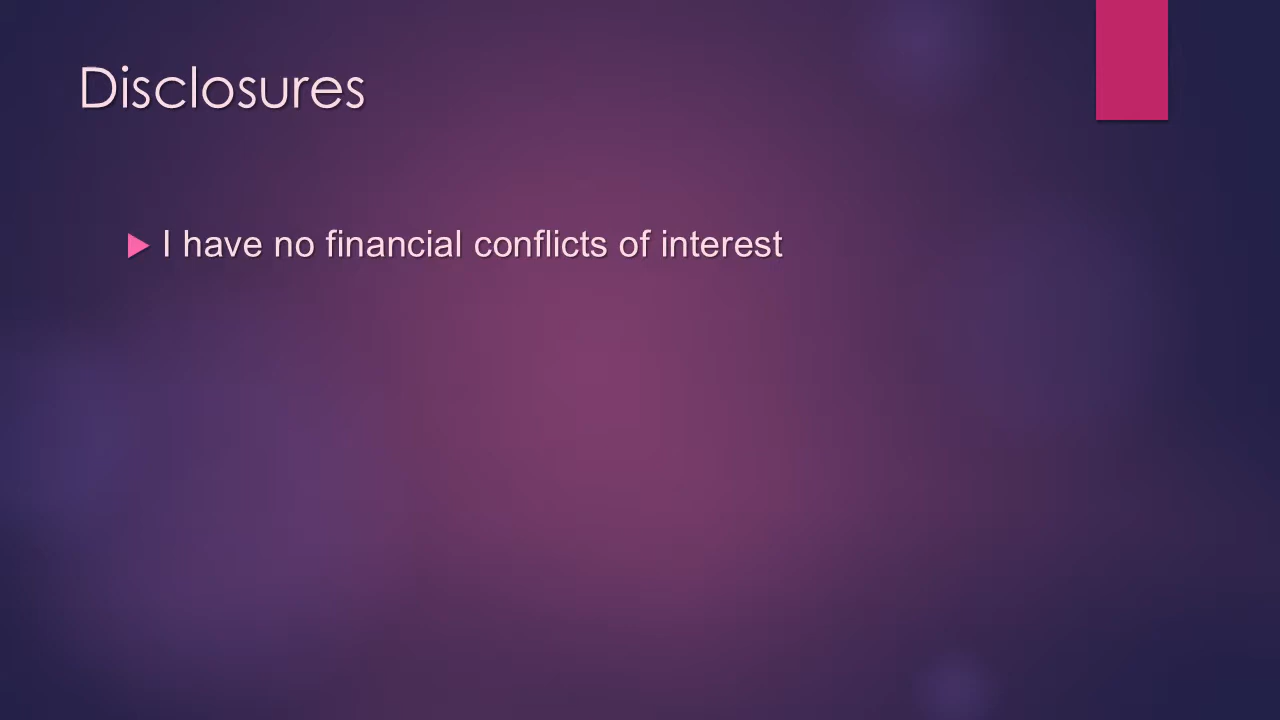 Disclosures
I have no financial conflicts of interest